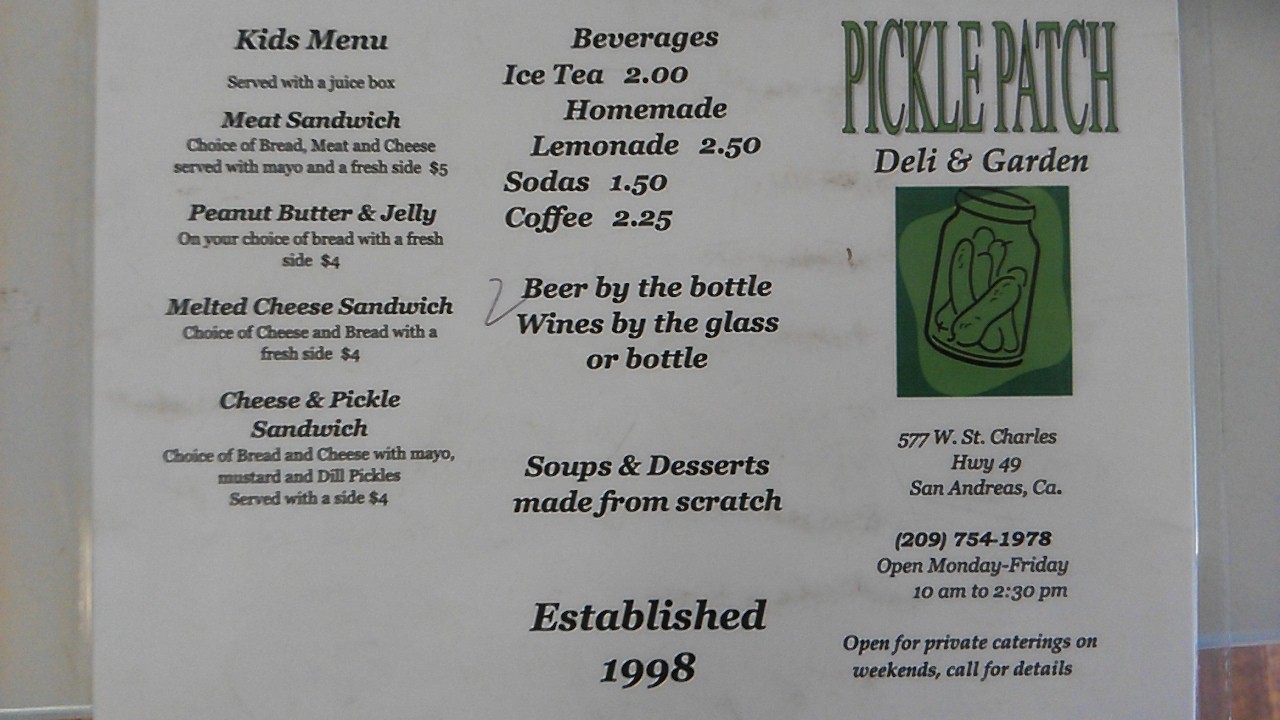 Kids Menu
Served with a juice box
Meat Sandwich
Choice of Bread, Meat and Cheese
served with mayo and a fresh side $5
Peanut Butter & Jelly
On your choice of bread with a fresh
side $4
Melted Cheese Sandwich
Choice of Cheese and Bread with a
fresh side $4
Cheese & Pickle
Sandwich
Choice of Bread and Cheese with mayo,
mustard and Dill Pickles
Served with a side $4
Beverages
Ice Tea 2.00
Homemade
Lemonade 2.50
Sodas 1.50
Coffee 2.25
Beer by the bottle
Wines by the glass
or bottle
Soups & Desserts
made from scratch
Established
1998
PICKLE PATCH
Deli & Garden
577 W. St. Charles
Hwy 49
San Andreas, Ca.
(209) 754-1978
Open Monday-Friday
10 am to 2:30 pm
Open for private caterings on
weekends, call for details